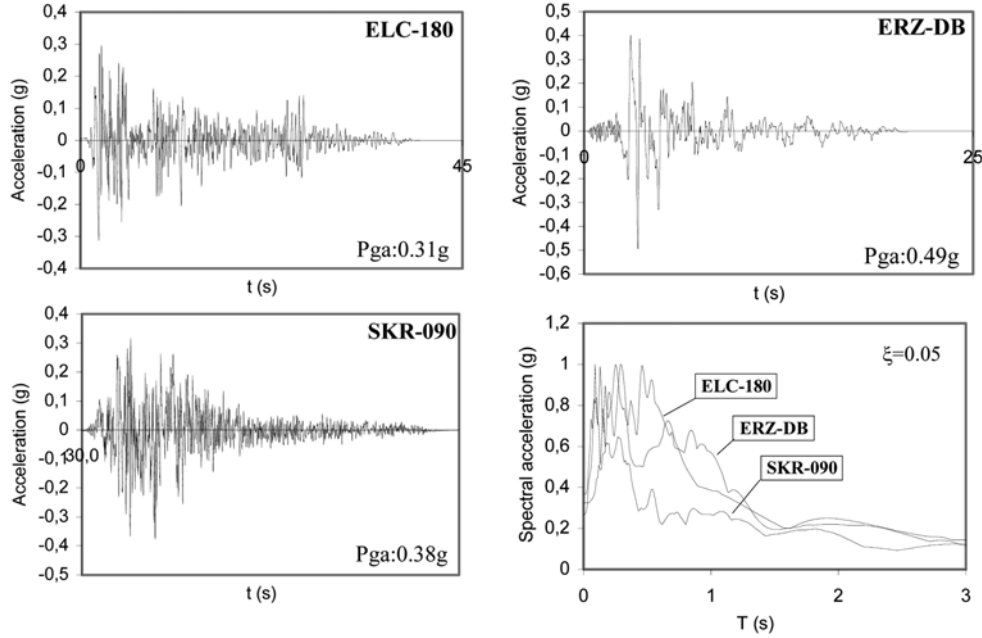 ELC-180
0,4
0,3
0,2
0,1
0
-0,1
-0,2
-0,3
-0,4
Acceleration (g)
0
45
Pga:0.31g
t (s)
ERZ-DB
0,5
0,4
0,3
0,2
0,1
0
-0,1
-0,2
-0,3
-0,4
-0,5
-0,6
Acceleration (g)
0
25
Pga:0.49g
t (s)
SKR-090
0,4
0,3
0,2
0,1
0
-0,1
-0,2
-0,3
-0,4
-0,5
Acceleration (g)
30,0
Pga:0.38g
t (s)
1,2
1
0,8
0,6
0,4
0,2
0
Spectral acceleration (g)
ξ=0.05
ELC-180
ERZ-DB
SKR-090
0 1 2 3
T (s)